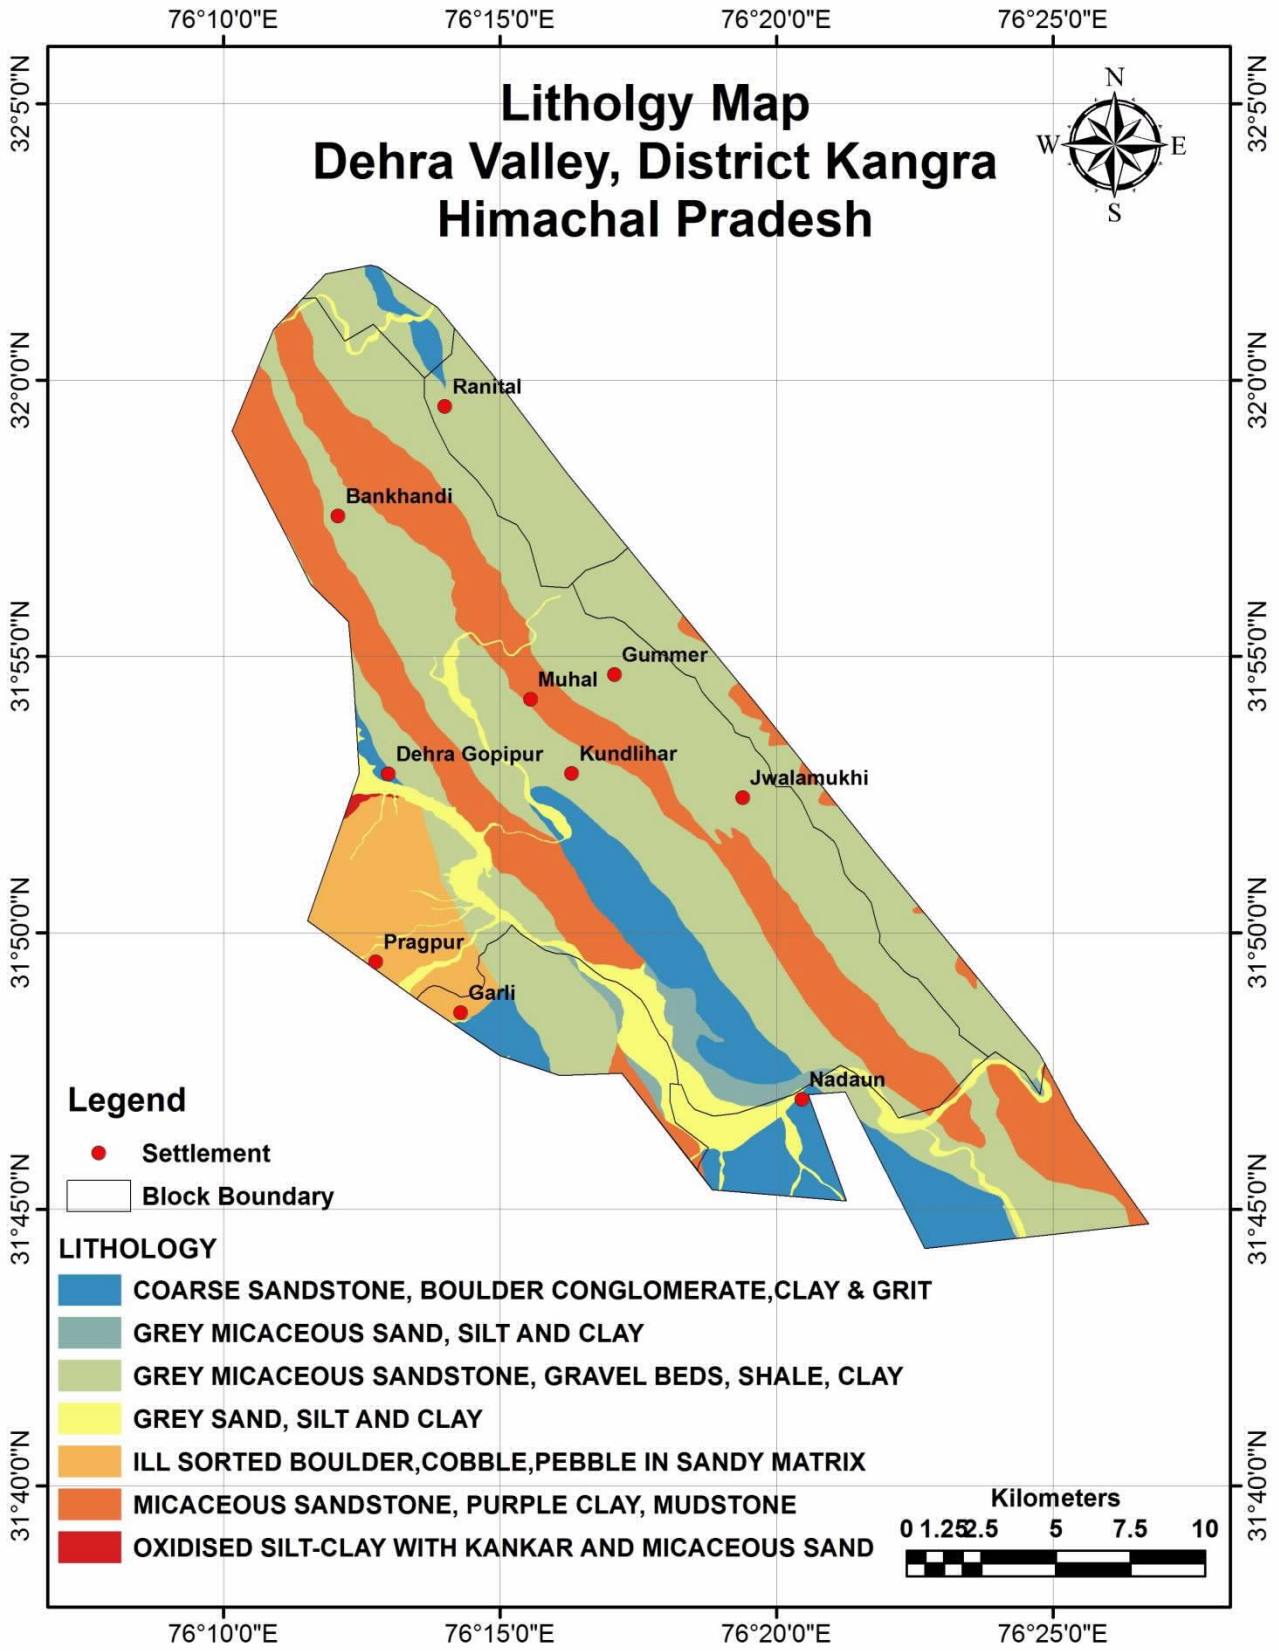 76°10'0"E 76°15'0"E 76°20'0"E 76°25'0"E
32°5'0"N 32°5'0"N
Litholgy Map
Dehra Valley, District Kangra
Himachal Pradesh
N
W E
S
32°0'0"N 32°0'0"N
Ranital
Bankhandi
31°55'0"N 31°55'0"N
Gummer
Muhal
Dehra Gopipur
Kundlihar
Jwalamukhi
31°50'0"N 31°50'0"N
Pragpur
Garli
Nadaun
31°45'0"N 31°45'0"N
Legend
Settlement
Block Boundary
LITHOLOGY
COARSE SANDSTONE, BOULDER CONGLOMERATE,CLAY & GRIT
GREY MICACEOUS SAND, SILT AND CLAY
GREY MICACEOUS SANDSTONE, GRAVEL BEDS, SHALE, CLAY
GREY SAND, SILT AND CLAY
ILL SORTED BOULDER,COBBLE,PEBBLE IN SANDY MATRIX
MICACEOUS SANDSTONE, PURPLE CLAY, MUDSTONE
OXIDISED SILT-CLAY WITH KANKAR AND MICACEOUS SAND
31°40'0"N 31°40'0"N
Kilometers
0 1.25 2.5 5 7.5 10
76°10'0"E 76°15'0"E 76°20'0"E 76°25'0"E